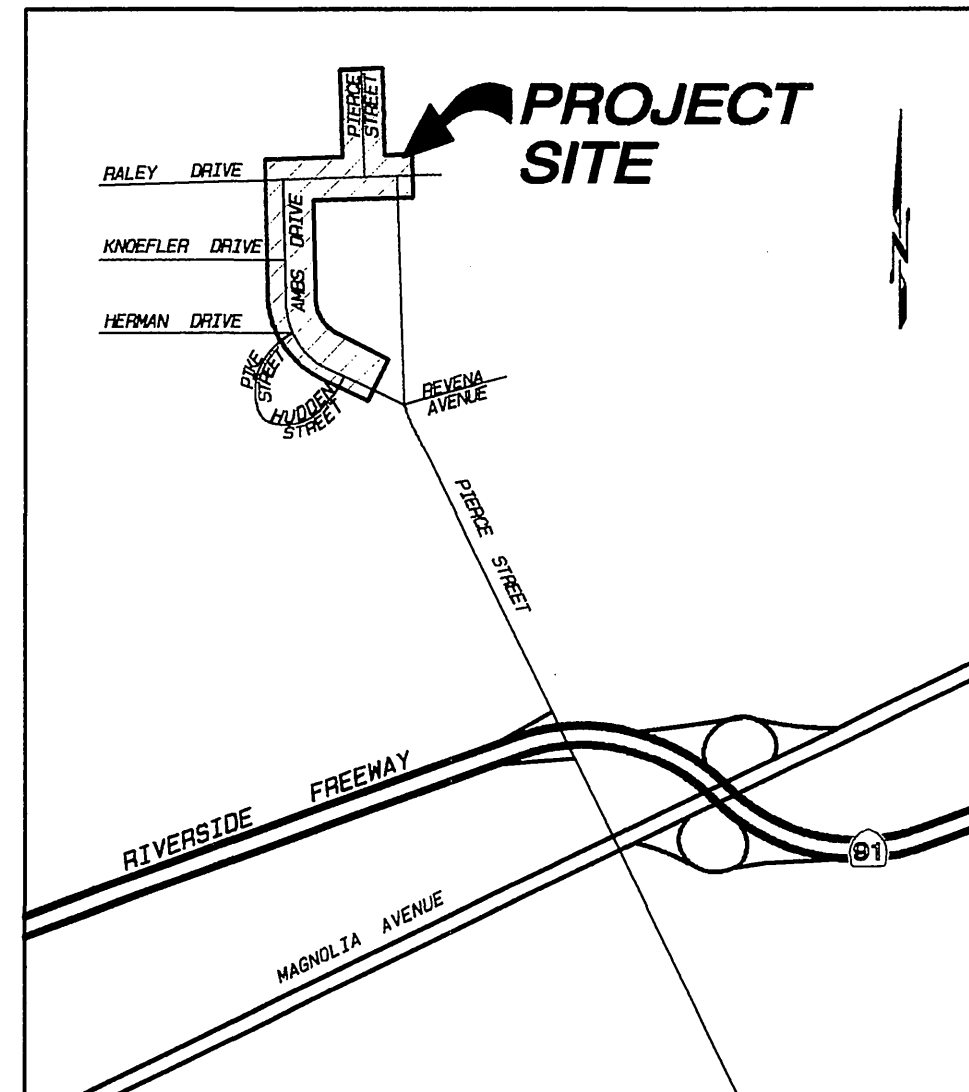 PIERCE
STREET
PROJECT
SITE
RALEY DRIVE
AMBS DRIVE
KNOEFLER DRIVE
N
HERMAN DRIVE
PIKE
STREET
HUDDEN
STREET
REVENA
AVENUE
PIERCE STREET
RIVERSIDE FREEWAY
91
MAGNOLIA AVENUE